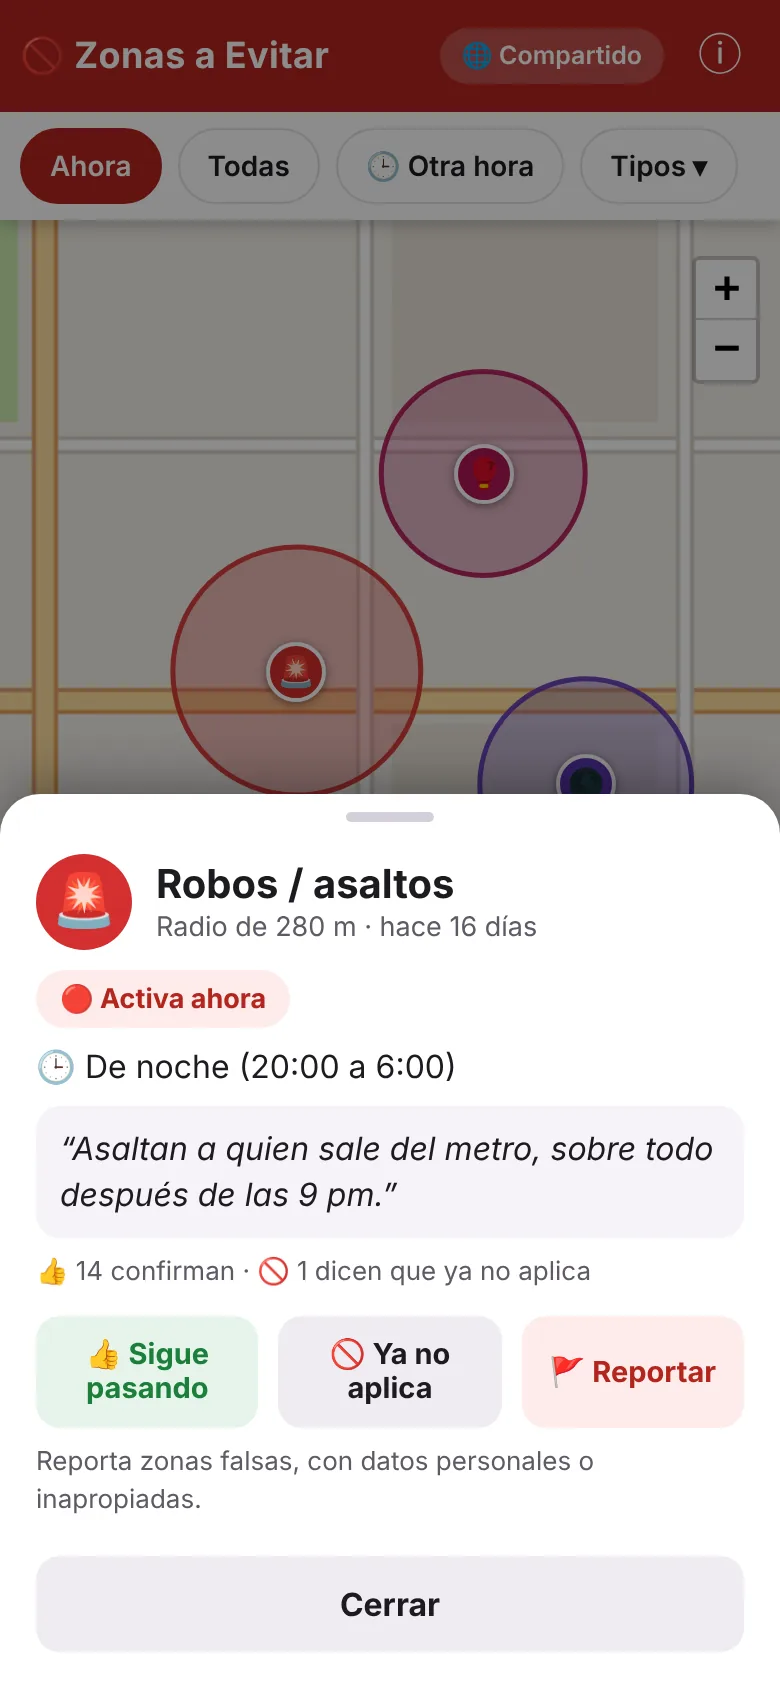 🚫 Zonas a Evitar
🌐 Compartido
i
Ahora
Todas
🕒 Otra hora
Tipos ▾
+
−
Robos / asaltos
Radio de 280 m · hace 16 días
🔴 Activa ahora
🕒 De noche (20:00 a 6:00)
“Asaltan a quien sale del metro, sobre todo
después de las 9 pm.”
👍 14 confirman · 🚫 1 dicen que ya no aplica
👍 Sigue
pasando
🚫 Ya no
aplica
🚩 Reportar
Reporta zonas falsas, con datos personales o
inapropiadas.
Cerrar